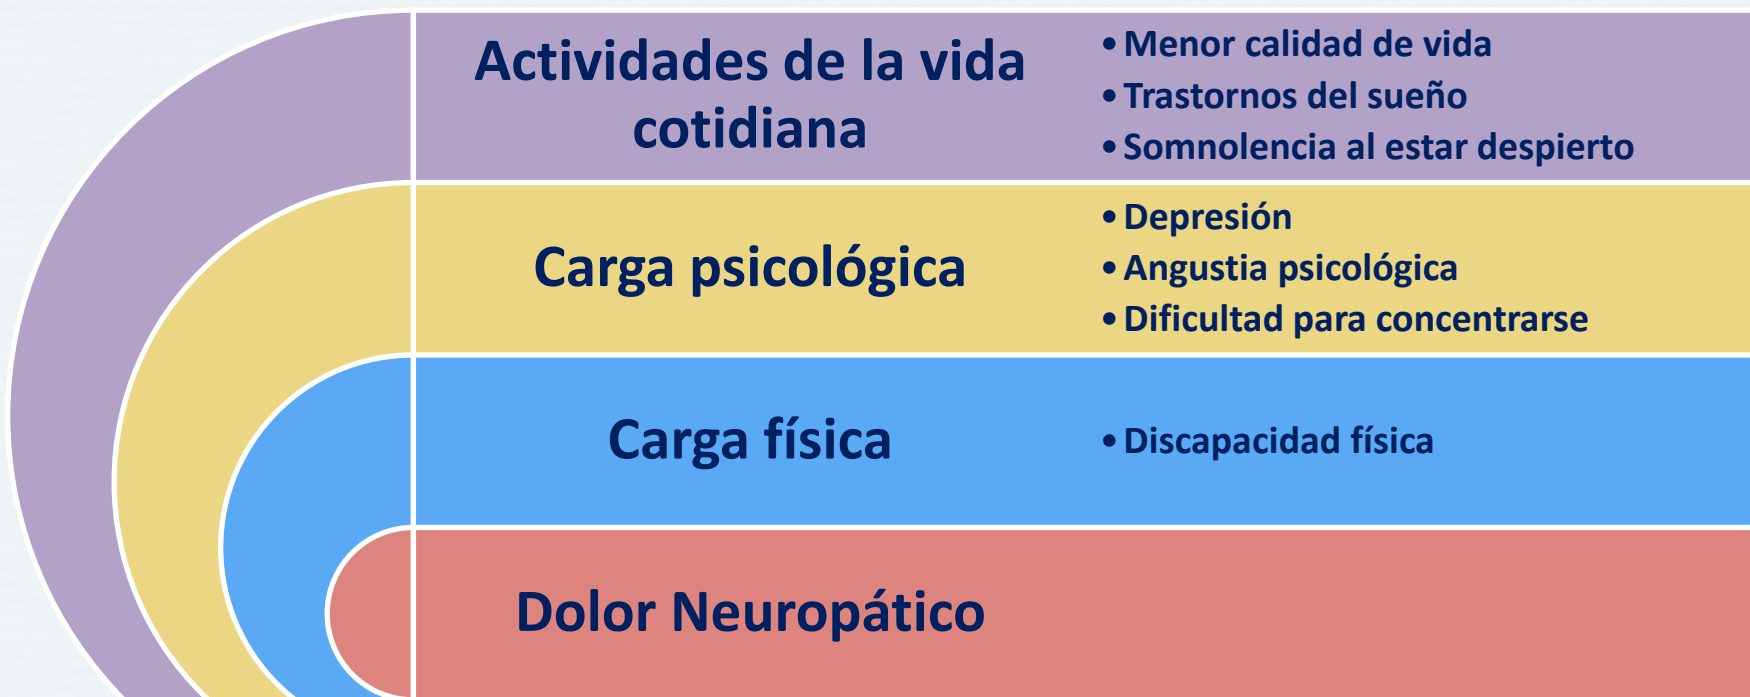 Actividades de la vida
cotidiana
• Menor calidad de vida
• Trastornos del sueño
• Somnolencia al estar despierto
Carga psicológica
• Depresión
• Angustia psicológica
• Dificultad para concentrarse
Carga física
• Discapacidad física
Dolor Neuropático